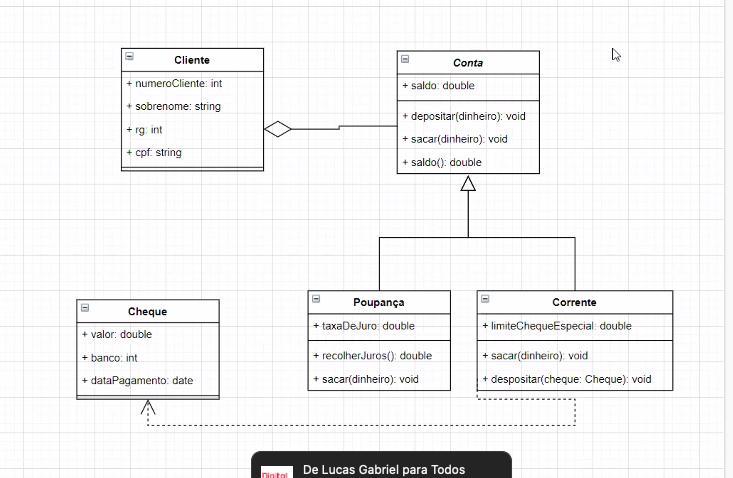 Cliente
+ numeroCliente: int
+ sobrenome: string
+ rg: int
+ cpf: string
Conta
+ saldo: double
+ depositar(dinheiro): void
+ sacar(dinheiro): void
+ saldo(): double
Cheque
+ valor: double
+ banco: int
+ dataPagamento: date
Poupança
+ taxaDeJuro: double
+ recolherJuros(): double
+ sacar(dinheiro): void
Corrente
+ limiteChequeEspecial: double
+ sacar(dinheiro): void
+ despositar(cheque: Cheque): void
Digital
De Lucas Gabriel para Todos